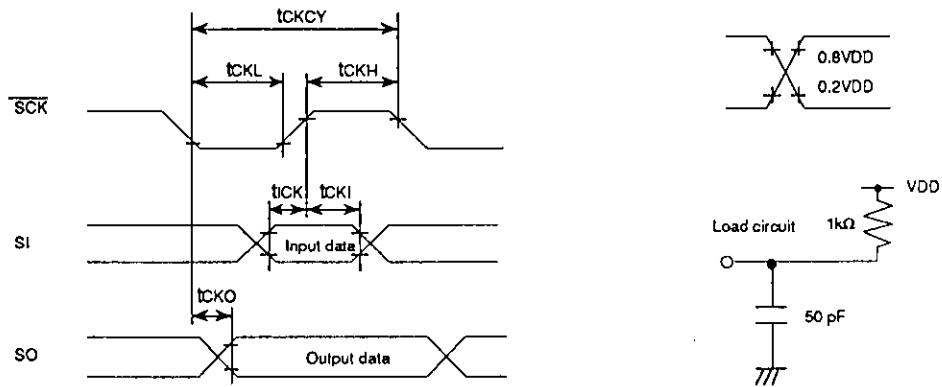 tCKCY
tCKL
tCKH
SCK
tICK
tCKI
SI
Input data
tCKO
SO
Output data
0.8VDD
0.2VDD
VDD
Load circuit
1kΩ
50 pF